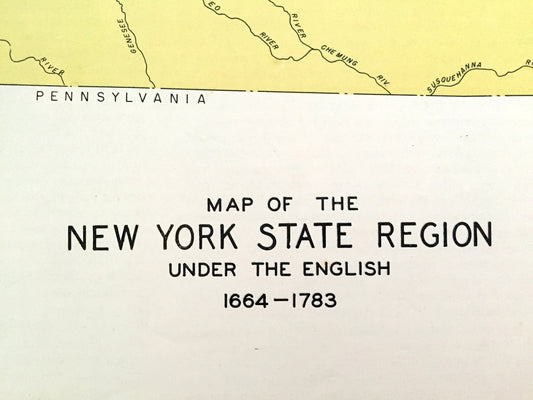 GENESEE
EO
RIVER
RIVER
RIVER
CHEMUNG RIV
SUSQUEHANNA
PENNSYLVANIA
MAP OF THE
NEW YORK STATE REGION
UNDER THE ENGLISH
1664-1783